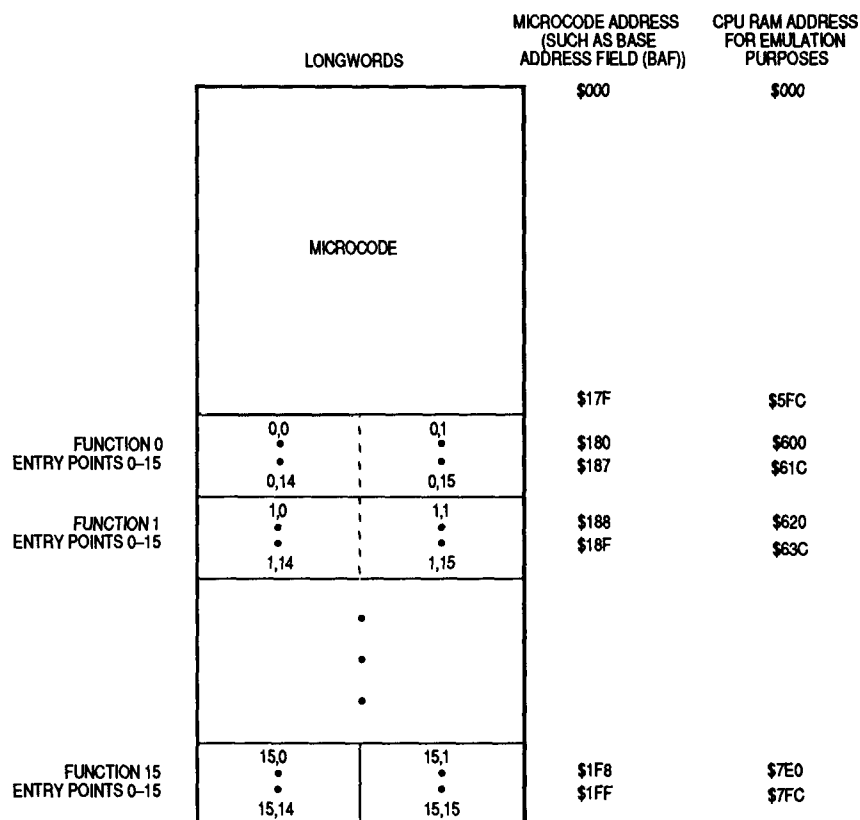 LONGWORDS
MICROCODE ADDRESS
(SUCH AS BASE
ADDRESS FIELD (BAF))
CPU RAM ADDRESS
FOR EMULATION
PURPOSES
$000 $000
MICROCODE
$17F $5FC
FUNCTION 0
ENTRY POINTS 0–15
0,0 0,1
$180 $600
$187 $61C
0,14 0,15
FUNCTION 1
ENTRY POINTS 0–15
1,0 1,1
$188 $620
$18F $63C
1,14 1,15
FUNCTION 15
ENTRY POINTS 0–15
15,0 15,1
$1F8 $7E0
$1FF $7FC
15,14 15,15